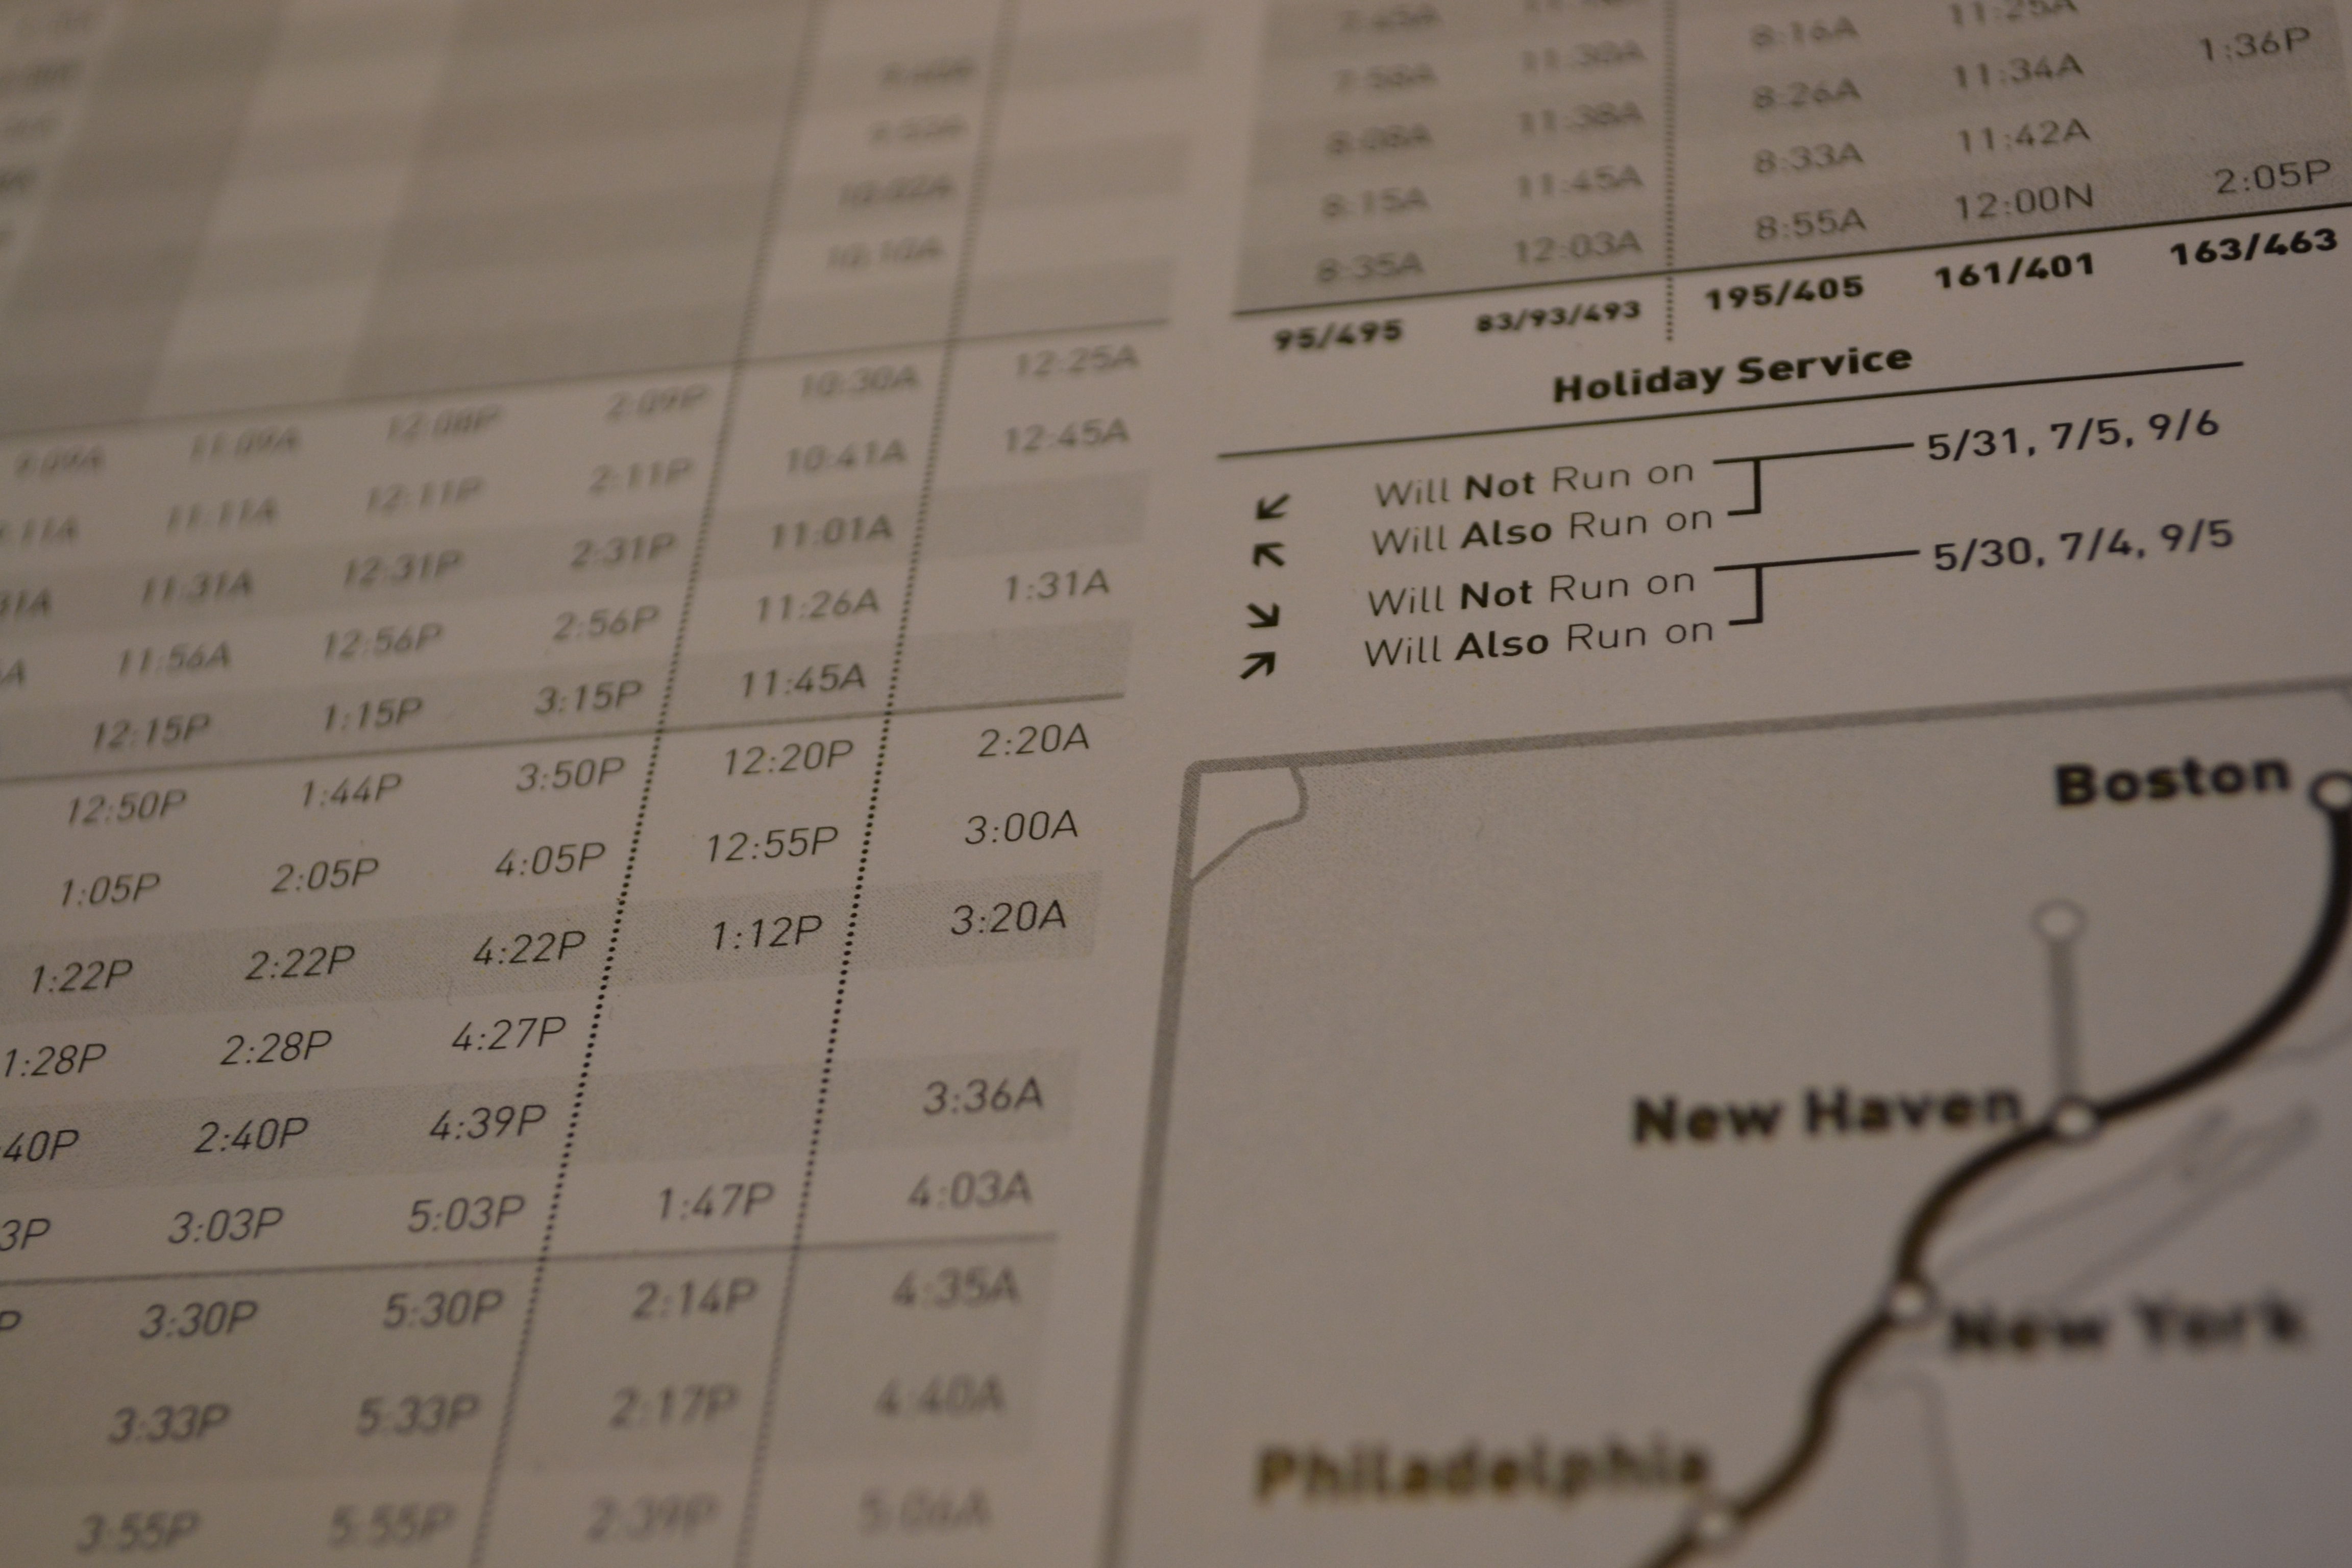 12:08P 2:09P 10:30A 12:25A
11:11A 12:11P 2:11P 10:41A 12:45A
11:31A 12:31P 2:31P 11:01A
11:56A 12:56P 2:56P 11:26A 1:31A
12:15P 1:15P 3:15P 11:45A
12:50P 1:44P 3:50P 12:20P 2:20A
1:05P 2:05P 4:05P 12:55P 3:00A
1:22P 2:22P 4:22P 1:12P 3:20A
1:28P 2:28P 4:27P
40P 2:40P 4:39P 3:36A
3P 3:03P 5:03P 1:47P 4:03A
P 3:30P 5:30P 2:14P 4:35A
3:33P 5:33P 2:17P 4:40A
3:55P 5:55P 2:39P 5:06A
8:16A 11:25A
7:58A 11:30A 8:26A 11:34A 1:36P
8:08A 11:38A 8:33A 11:42A
8:15A 11:45A 8:55A 12:00N 2:05P
8:35A 12:03A
95/495 83/93/493 195/405 161/401 163/463
Holiday Service
↙ Will Not Run on 5/31, 7/5, 9/6
↖ Will Also Run on
↘ Will Not Run on 5/30, 7/4, 9/5
↗ Will Also Run on
Boston
New Haven
New York
Philadelphia